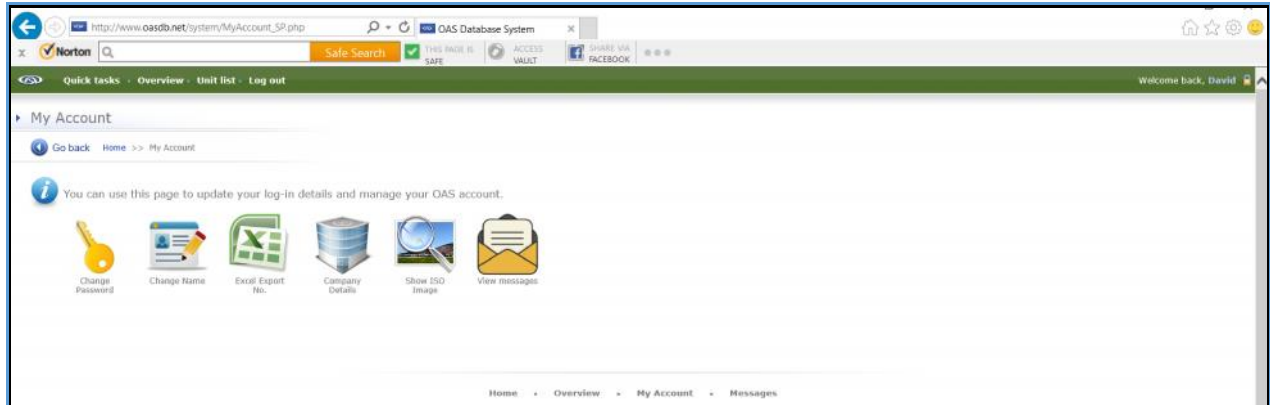 http://www.oasdb.net/system/MyAccount_SP.php OAS Database System
x Norton Safe Search THIS PAGE IS SAFE ACCESS VAULT SHARE VIA FACEBOOK
Quick tasks Overview Unit list Log out Welcome back, David
My Account
Go back Home >> My Account
You can use this page to update your log-in details and manage your OAS account.
Change Password
Change Name
Excel Export No.
Company Details
Show ISO Image
View messages
Home Overview My Account Messages